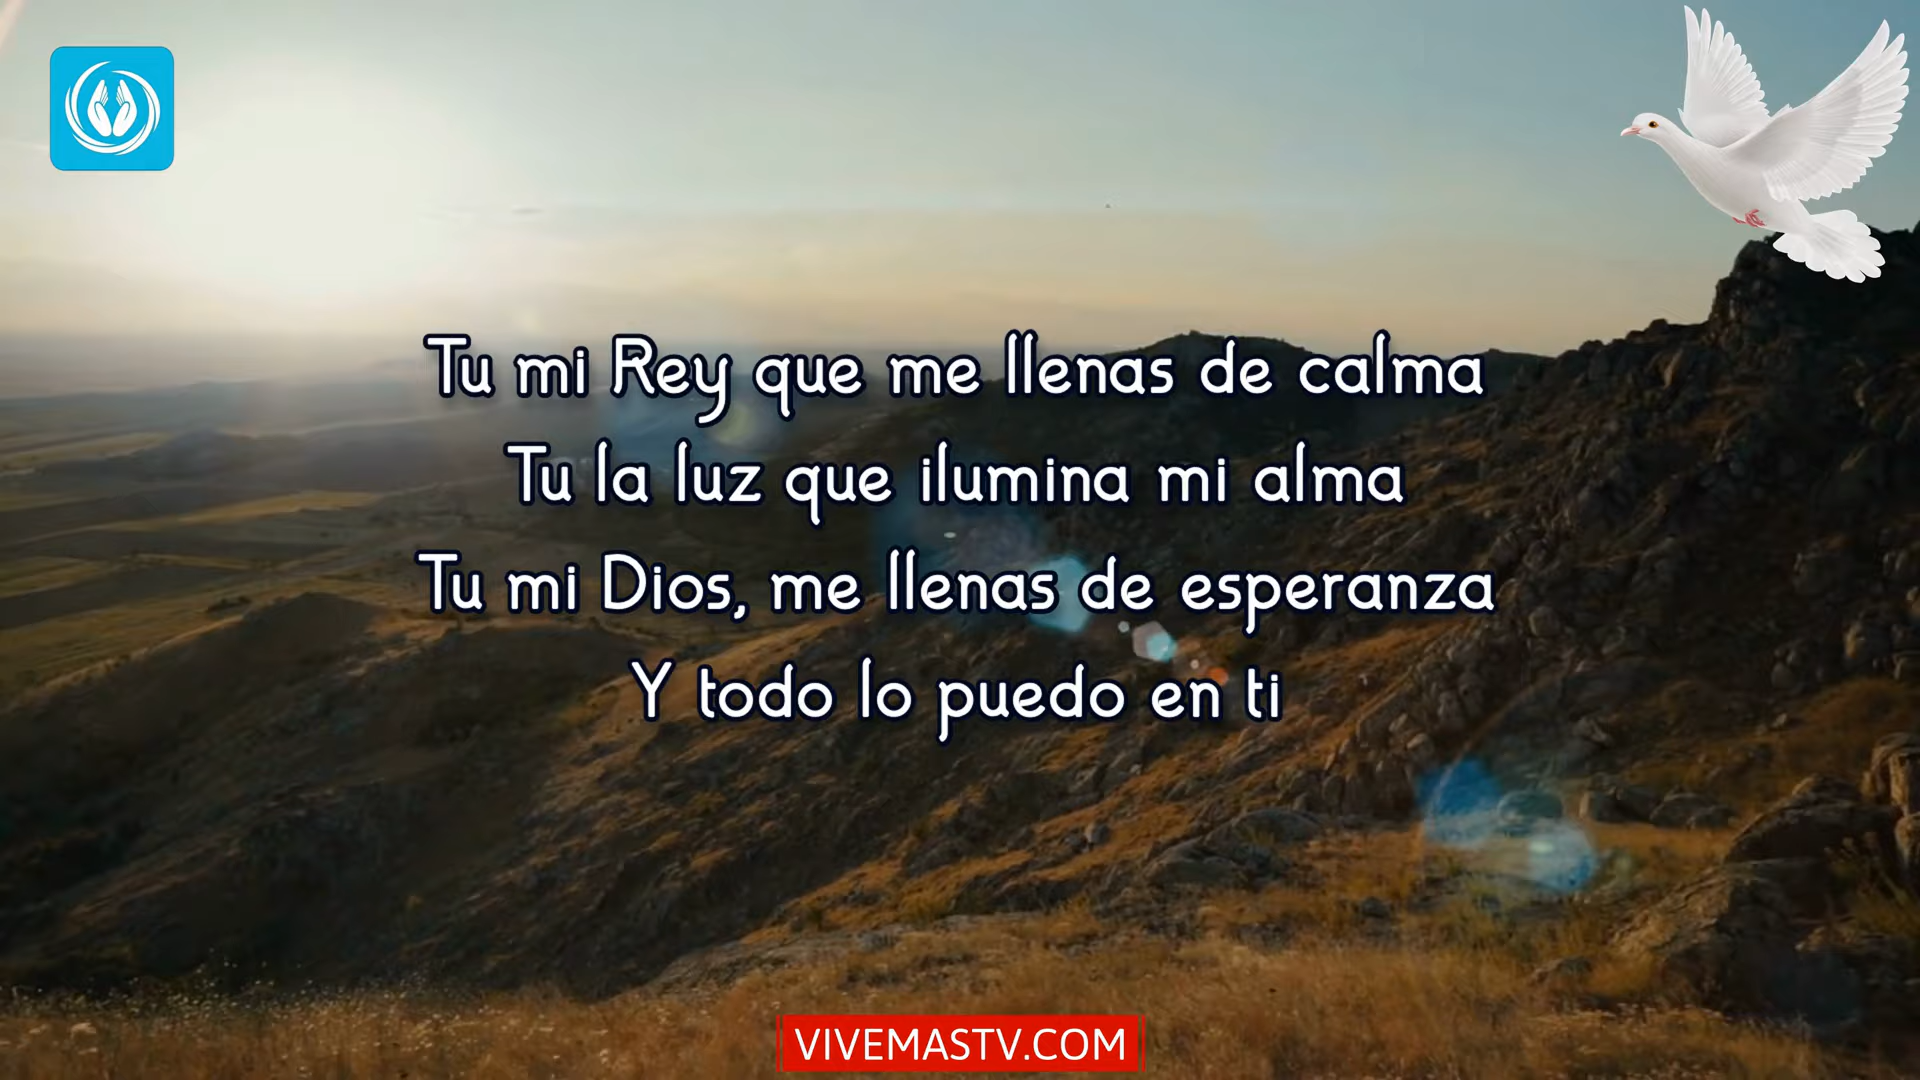 Tu mi Rey que me llenas de calma
Tu la luz que ilumina mi alma
Tu mi Dios, me llenas de esperanza
Y todo lo puedo en ti
VIVEMASTV.COM